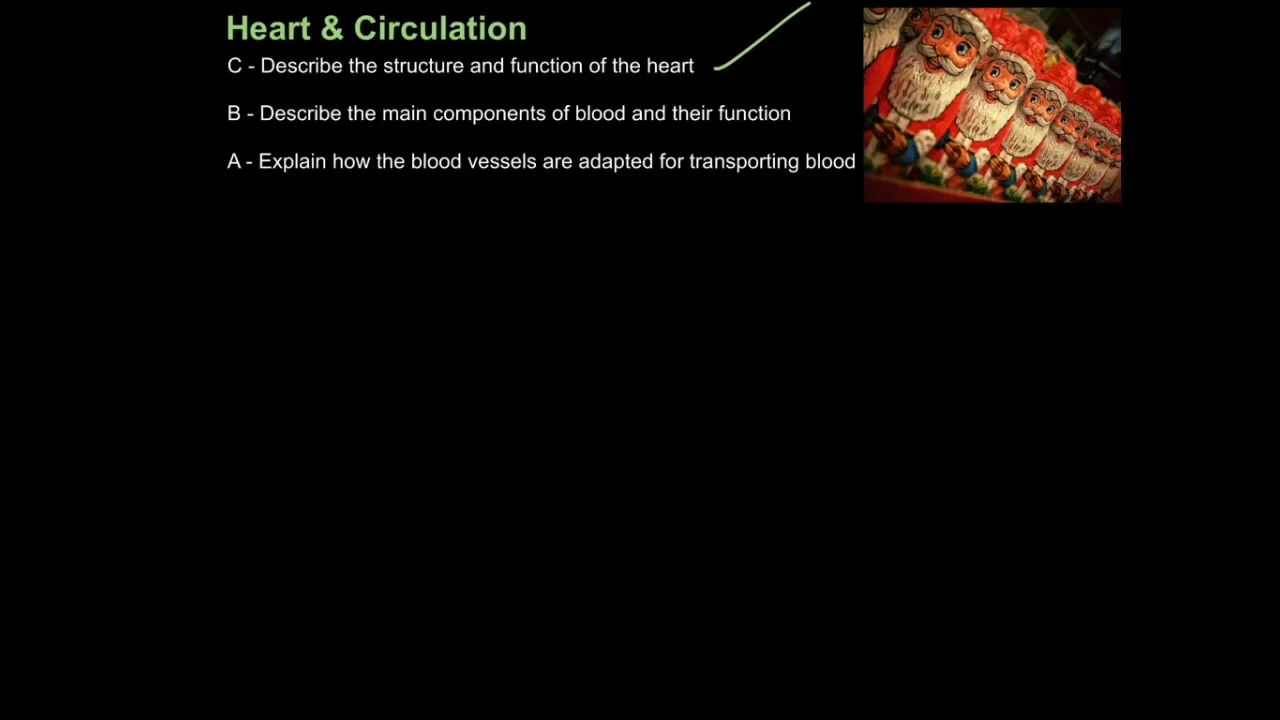 Heart & Circulation
C - Describe the structure and function of the heart
B - Describe the main components of blood and their function
A - Explain how the blood vessels are adapted for transporting blood